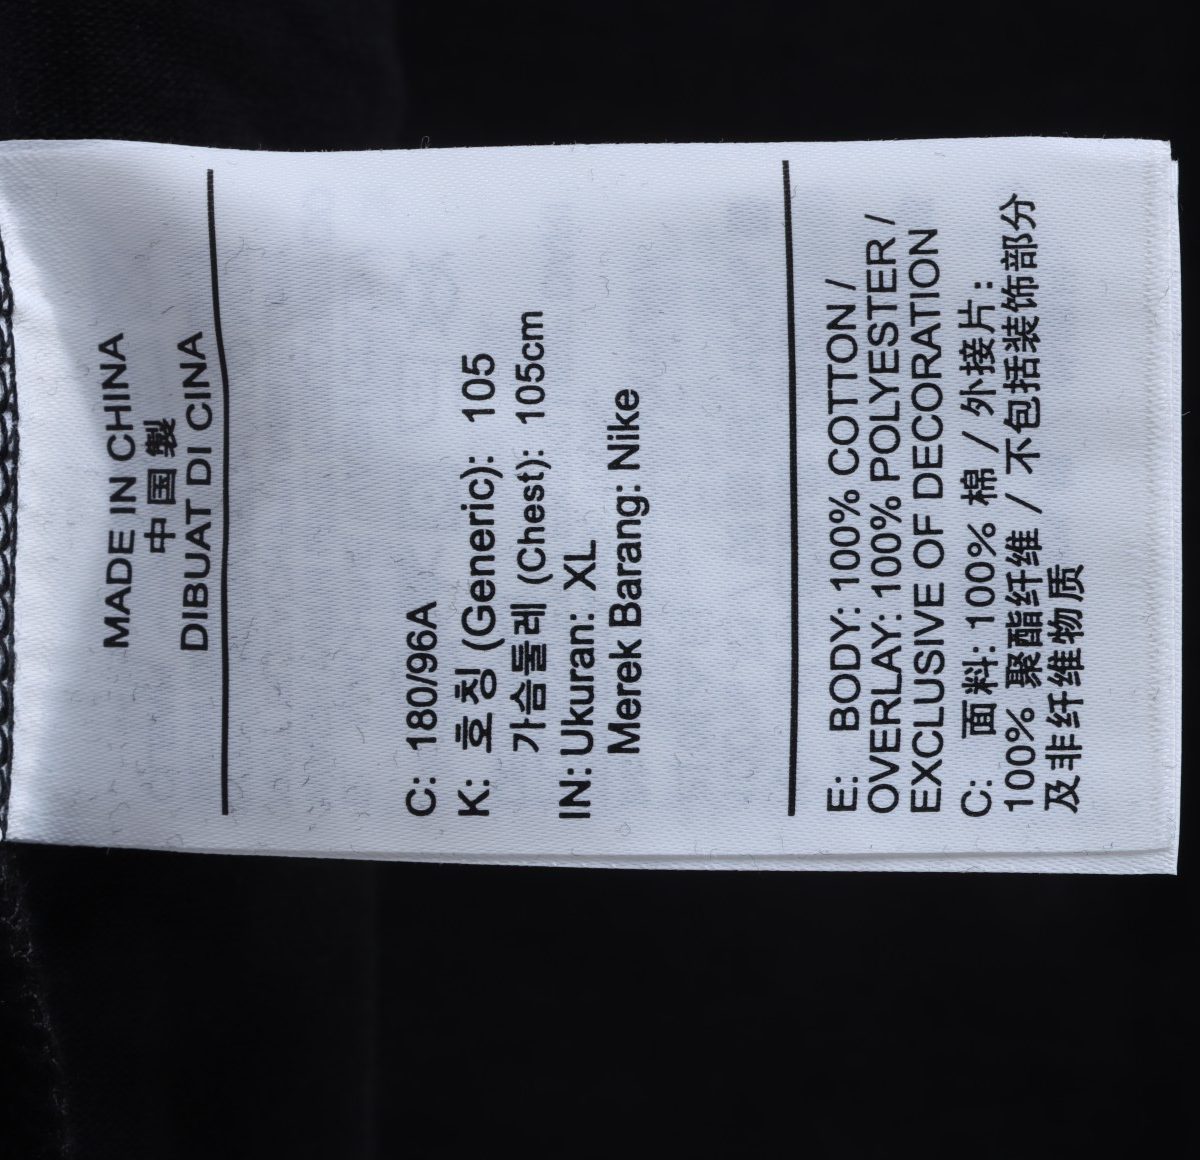 MADE IN CHINA
中国製
DIBUAT DI CINA
C: 180/96A
K: 호칭 (Generic): 105
가슴둘레 (Chest): 105cm
IN: Ukuran: XL
Merek Barang: Nike
E: BODY: 100% COTTON /
OVERLAY: 100% POLYESTER /
EXCLUSIVE OF DECORATION
C: 面料: 100% 棉 / 外接片:
100% 聚酯纤维 / 不包括装饰部分
及非纤维物质